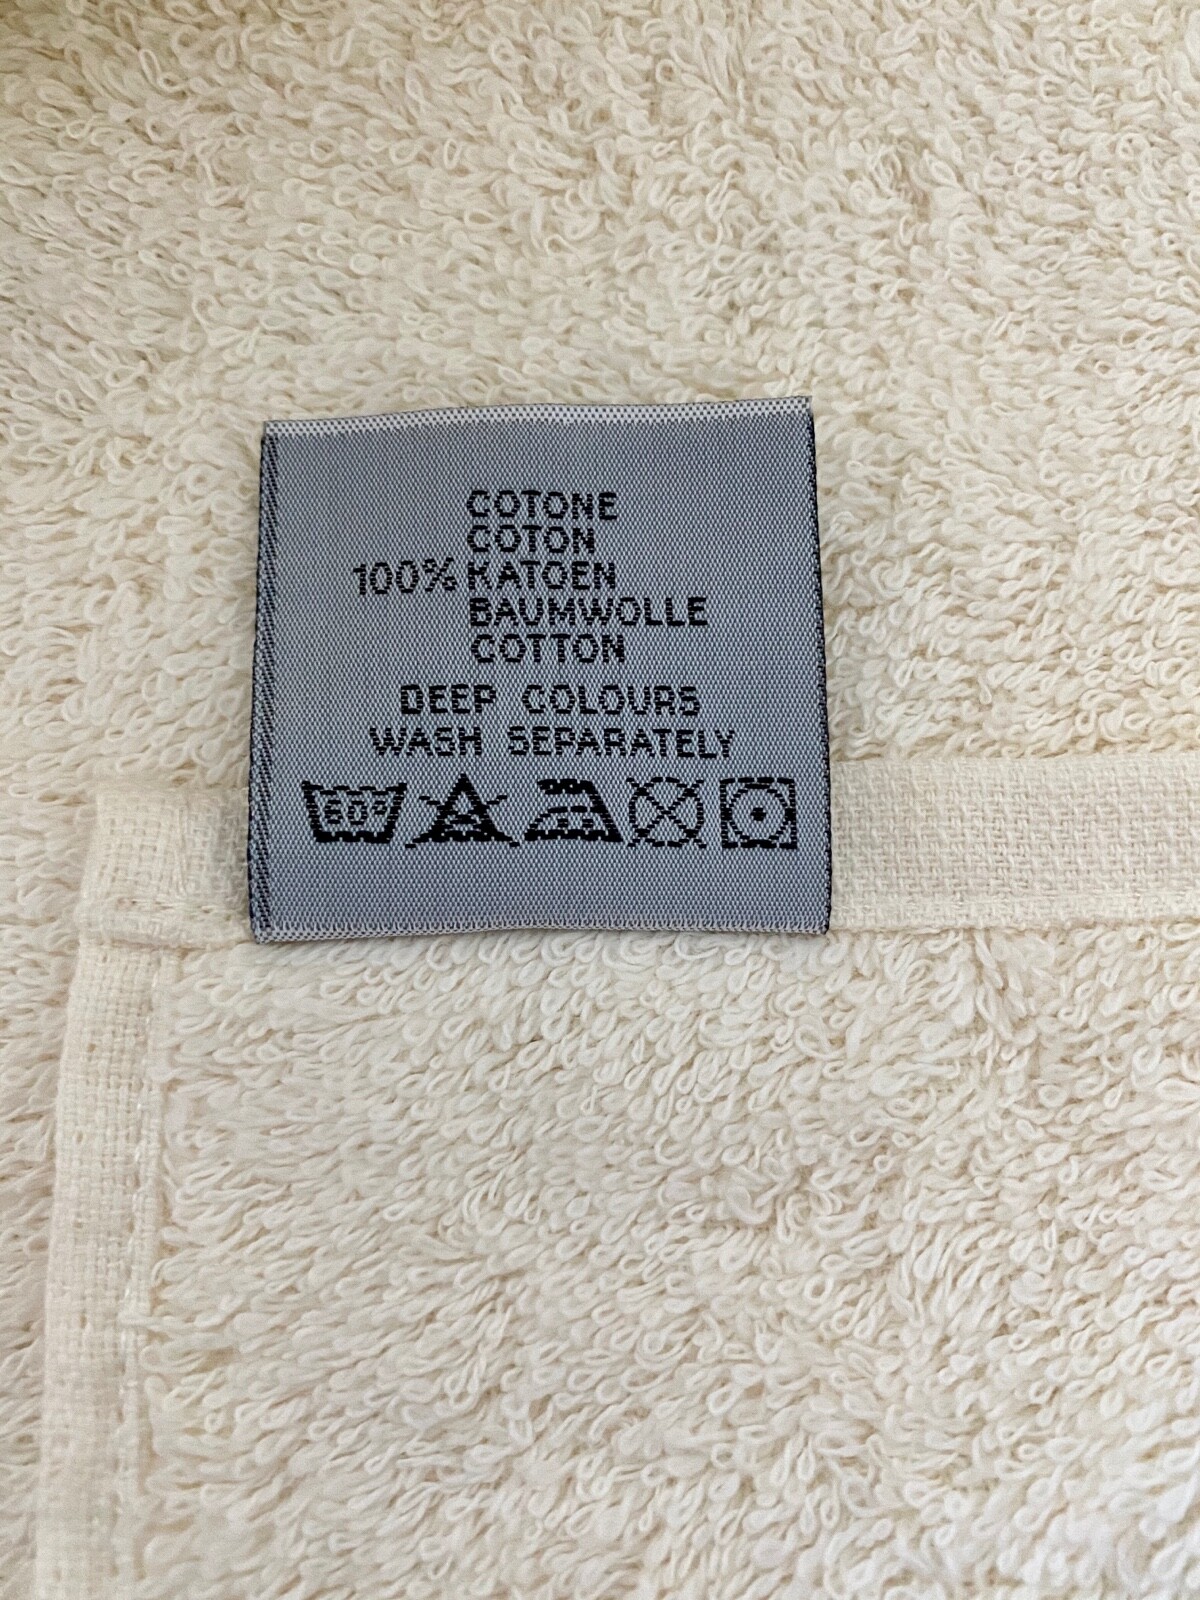 COTONE
COTON
100% KATOEN
BAUMWOLLE
COTTON
DEEP COLOURS
WASH SEPARATELY
60°